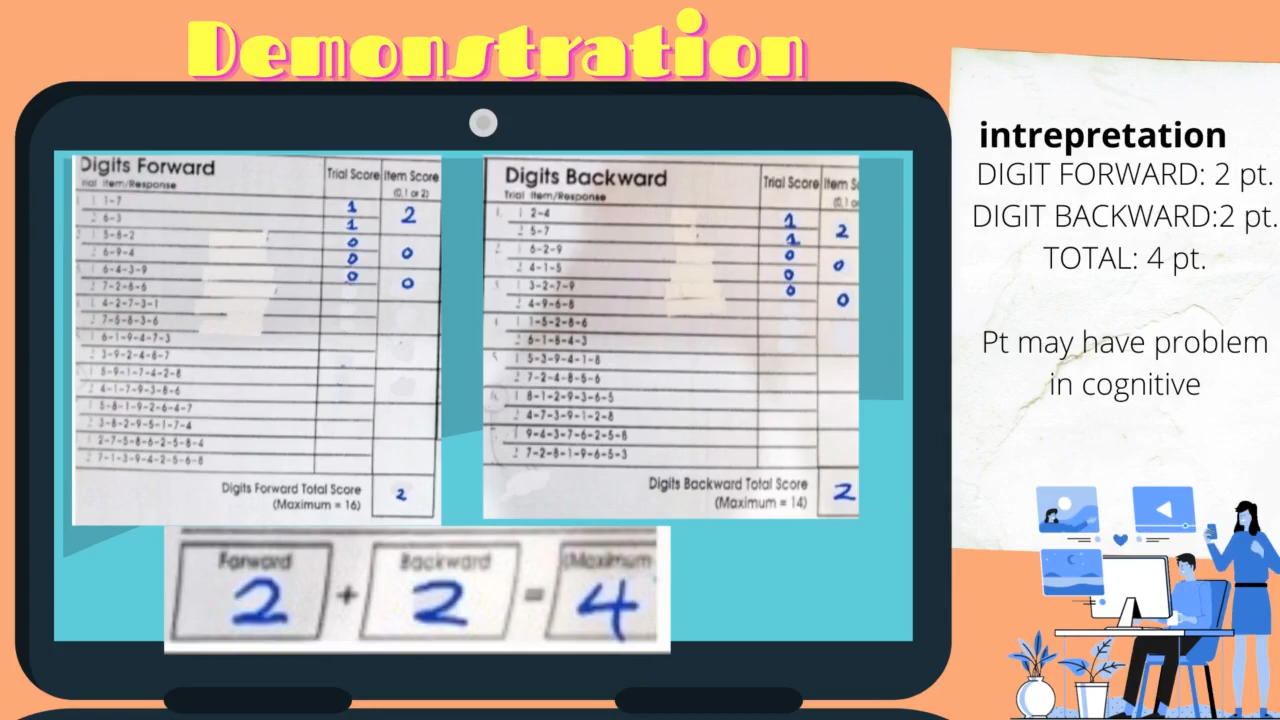 Demonstration
Digits Forward
Trial Score
Item Score
Item/Response
(0,1 or 2)
1-7
1
2
6-3
1
5-8-2
0
6-9-4
0
0
6-4-3-9
0
0
7-2-8-6
4-2-7-3-1
7-5-8-3-6
6-1-9-4-7-3
3-9-2-4-8-7
5-9-1-7-4-2-8
4-1-7-9-3-8-6
5-8-1-9-2-6-4-7
3-8-2-9-5-1-7-4
2-7-5-8-6-2-5-8-4
7-1-3-9-4-2-5-6-8
Digits Forward Total Score
(Maximum = 16)
2
Digits Backward
Trial Score
Item
Trial Item/Response
2-4
1
2
5-7
1
6-2-9
0
0
4-1-5
0
3-2-7-9
0
0
4-9-6-8
1-5-2-8-6
6-1-8-4-3
5-3-9-4-1-8
7-2-4-8-5-6
8-1-2-9-3-6-5
4-7-3-9-1-2-8
9-4-3-7-6-2-5-8
7-2-8-1-9-6-5-3
Digits Backward Total Score
(Maximum = 14)
2
Forward
Backward
(Maximum
2 + 2 = 4
intrepretation
DIGIT FORWARD: 2 pt.
DIGIT BACKWARD:2 pt.
TOTAL: 4 pt.
Pt may have problem
in cognitive